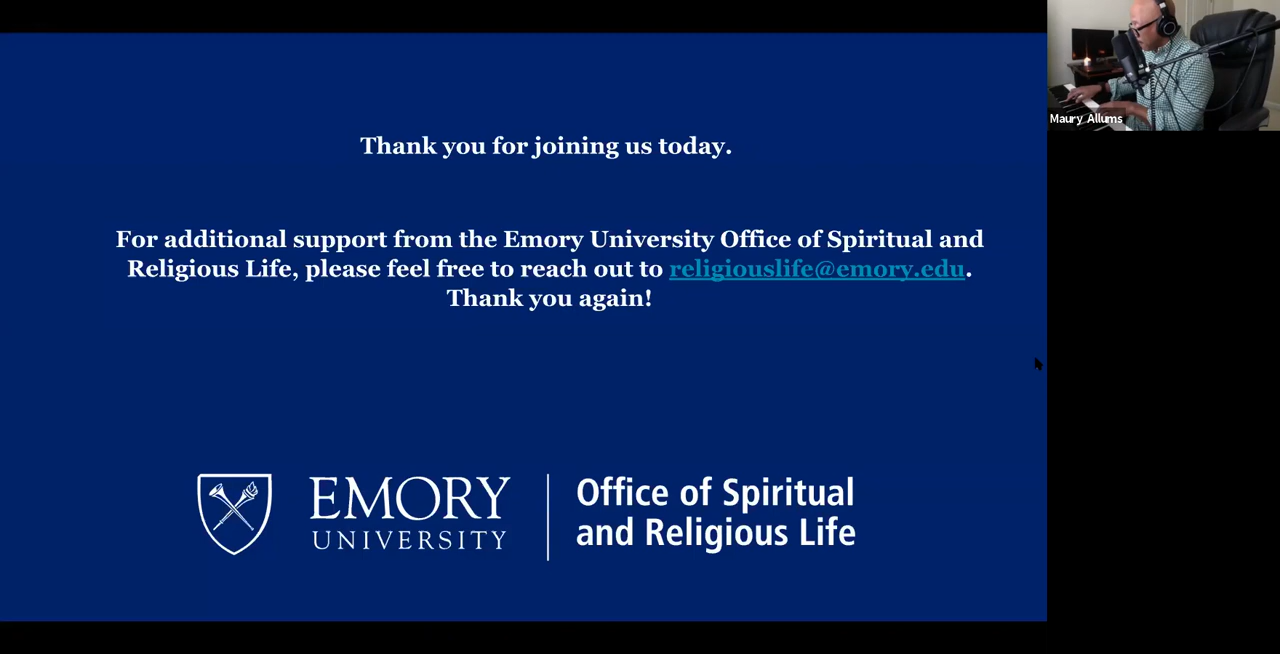 Thank you for joining us today.
For additional support from the Emory University Office of Spiritual and
Religious Life, please feel free to reach out to religiouslife@emory.edu.
Thank you again!
EMORY
UNIVERSITY
Office of Spiritual
and Religious Life
Maury Allums